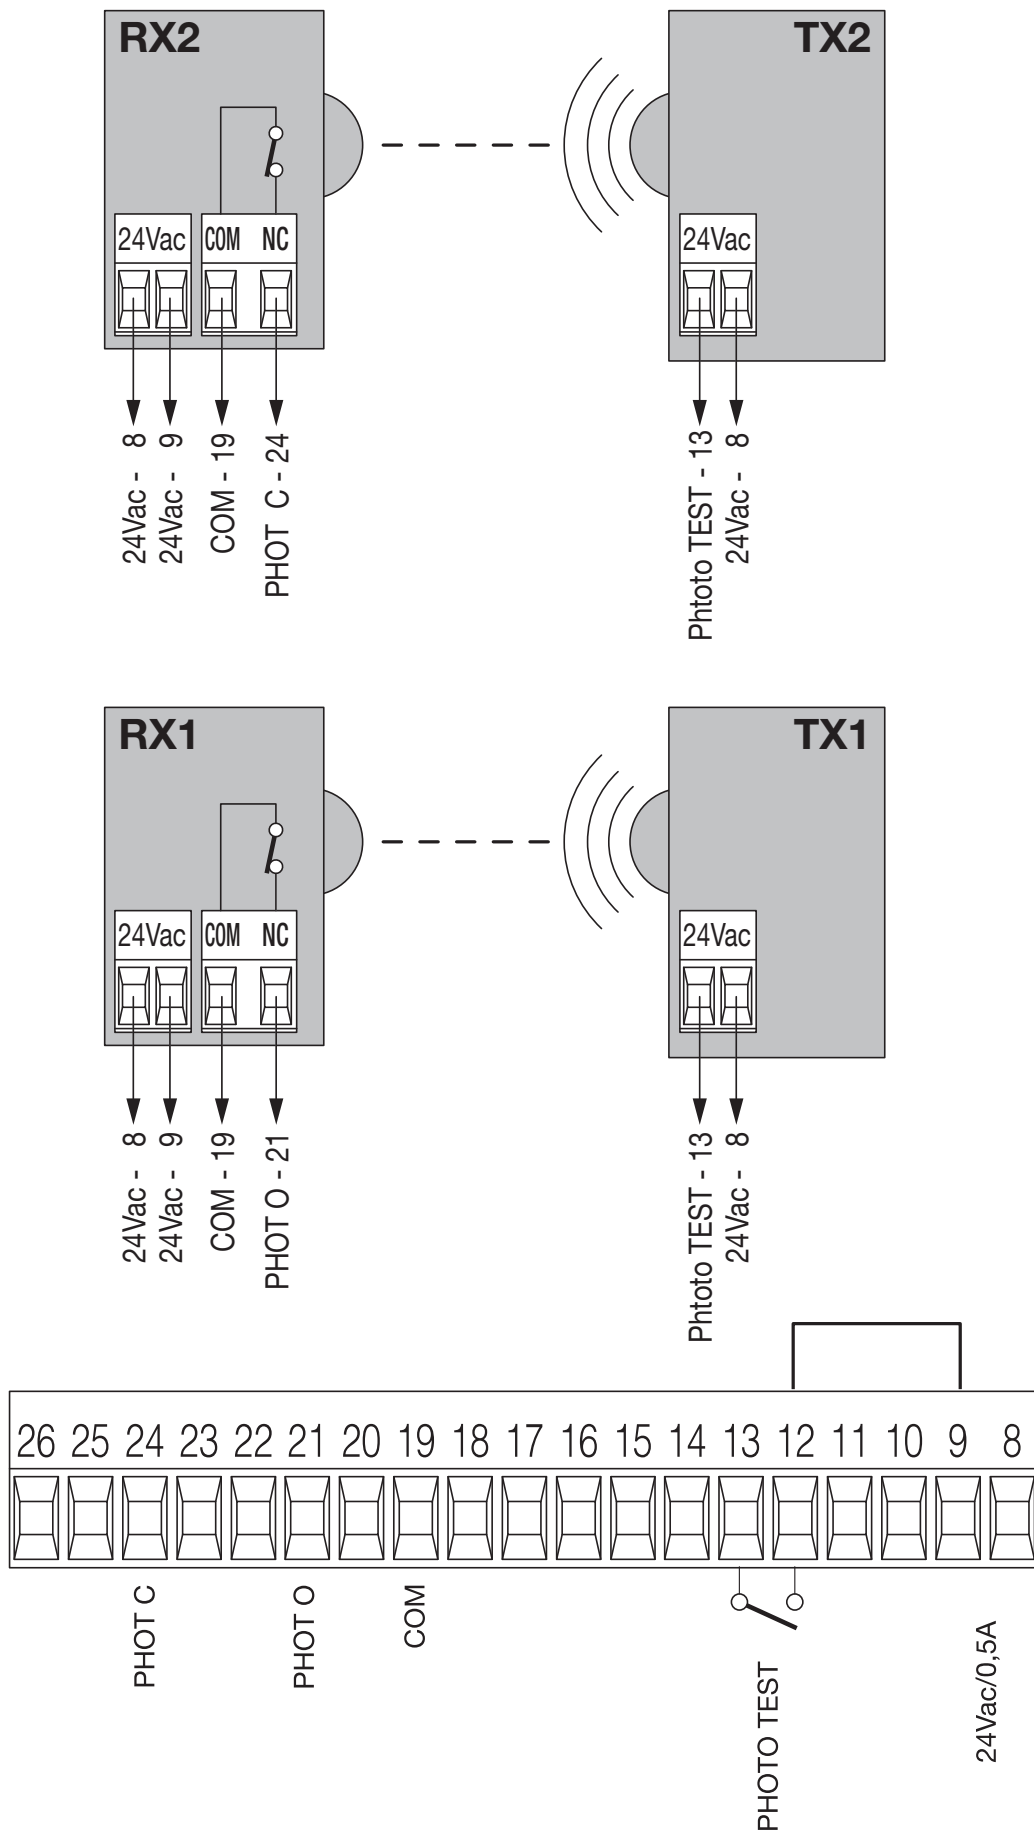 RX2
TX2
24Vac COM NC
24Vac
24Vac - 8
24Vac - 9
COM - 19
PHOT C - 24
Phtoto TEST - 13
24Vac - 8
RX1
TX1
24Vac COM NC
24Vac
24Vac - 8
24Vac - 9
COM - 19
PHOT O - 21
Phtoto TEST - 13
24Vac - 8
26 25 24 23 22 21 20 19 18 17 16 15 14 13 12 11 10 9 8
PHOT C
PHOT O
COM
PHOTO TEST
24Vac/0,5A